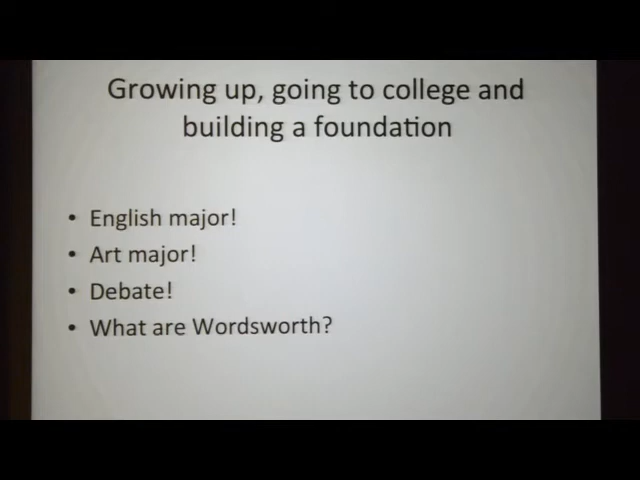 Growing up, going to college and
building a foundation
• English major!
• Art major!
• Debate!
• What are Wordsworth?